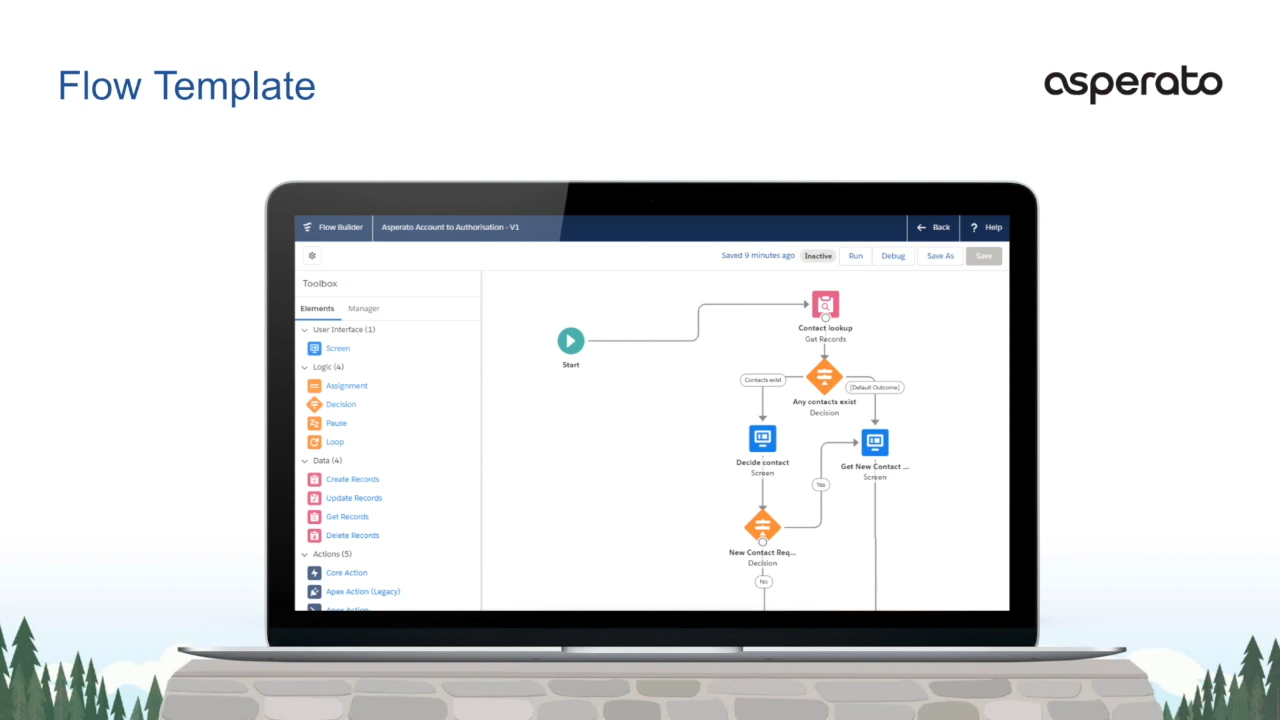 Flow Template
asperato
Flow Builder
Asperato Account to Authorisation - V1
Back
? Help
Saved 9 minutes ago
Inactive
Run
Debug
Save As
Save
Toolbox
Elements
Manager
User Interface (1)
Screen
Logic (4)
Assignment
Decision
Pause
Loop
Data (4)
Create Records
Update Records
Get Records
Delete Records
Actions (5)
Core Action
Apex Action (Legacy)
Apex Action
Start
Contact lookup
Get Records
Contacts exist
[Default Outcome]
Any contacts exist
Decision
Decide contact
Screen
Get New Contact ...
Screen
Yes
New Contact Req...
Decision
No